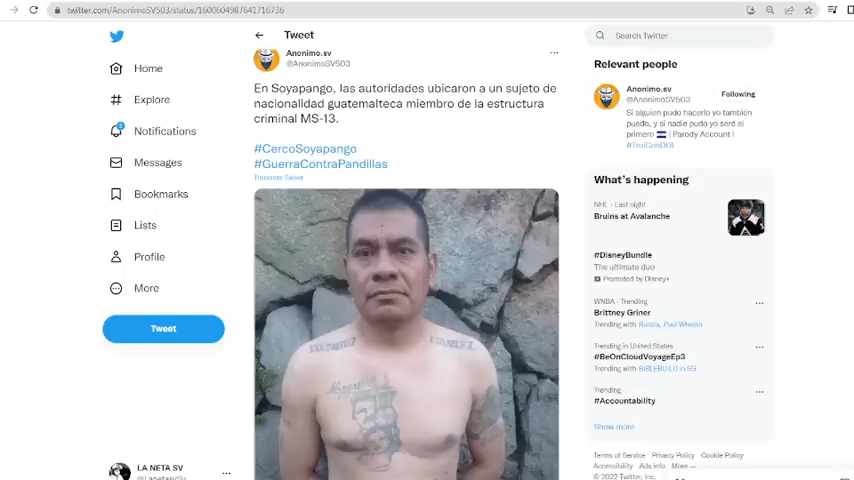 twitter.com/AnonimoSV503/status/1600604987641716736
Home
Explore
Notifications
Messages
Bookmarks
Lists
Profile
More
Tweet
LA NETA SV
Tweet
Anonimo.sv
@AnonimoSV503
En Soyapango, las autoridades ubicaron a un sujeto de
nacionalidad guatemalteca miembro de la estructura
criminal MS-13.
#CercoSoyapango
#GuerraContraPandillas
Translate Tweet
Search Twitter
Relevant people
Anonimo.sv
@AnonimoSV503
Following
Si alguien pudo hacerlo yo también
puedo, y si nadie pudo yo seré el
primero | Parody Account |
What's happening
NHL · Last night
Bruins at Avalanche
#DisneyBundle
The ultimate duo
Promoted by Disney+
WNBA · Trending
Brittney Griner
Trending with Russia, Paul Whelan
Trending in United States
#BeOnCloudVoyageEp3
Trending with BIBLEBUILD in SG
Trending
#Accountability
Show more
Terms of Service Privacy Policy Cookie Policy
Accessibility Ads info More ...
© 2022 Twitter, Inc.